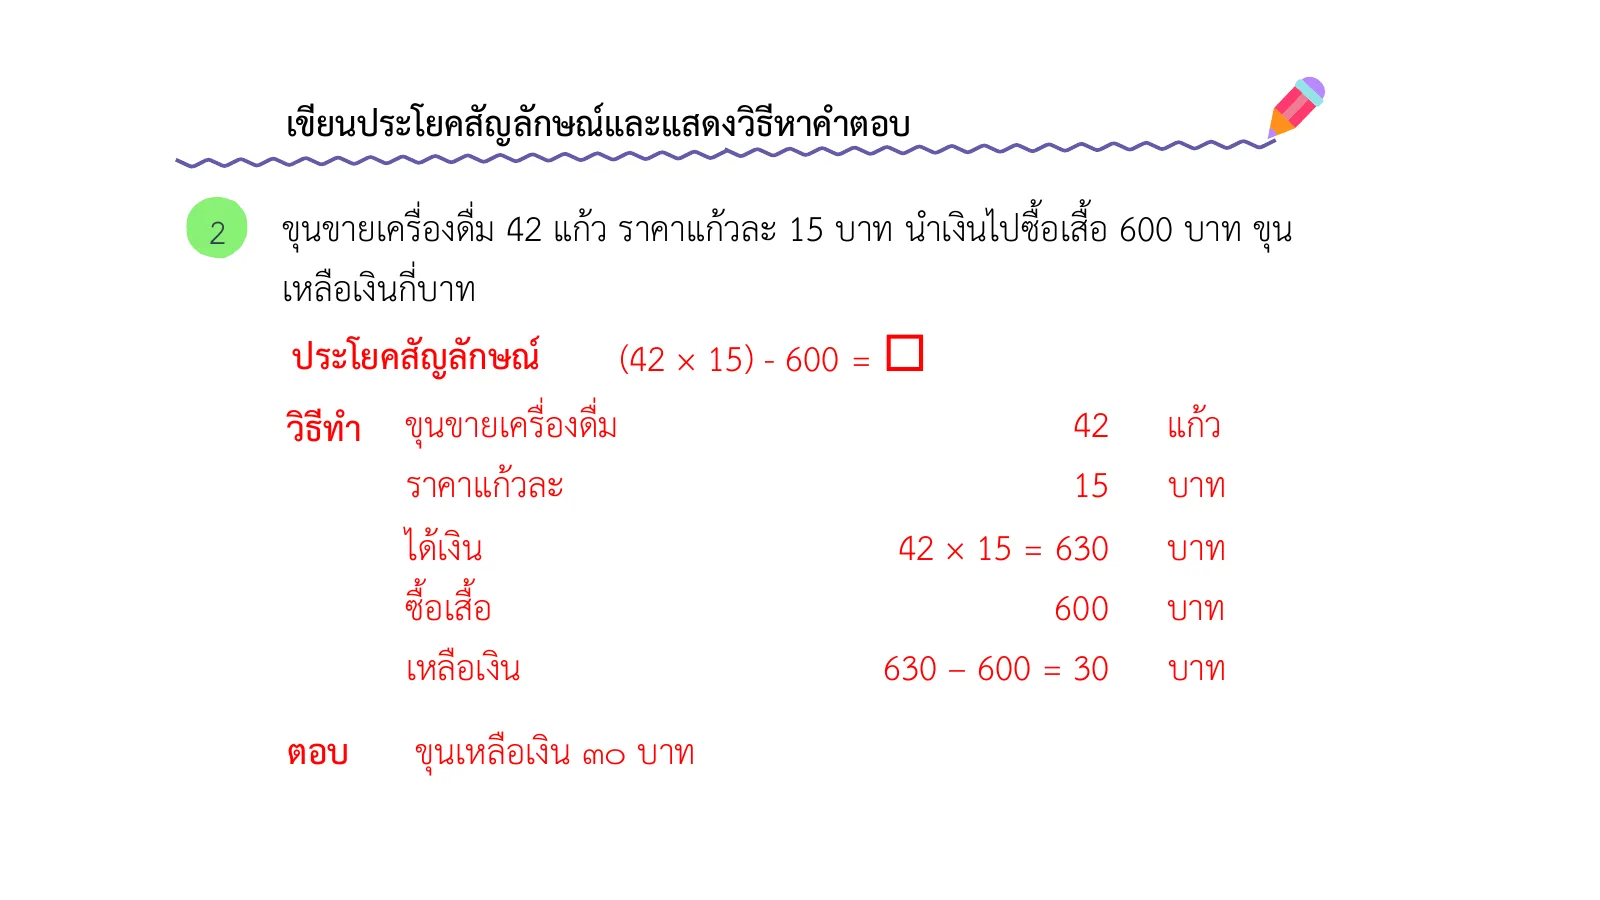 เขียนประโยคสัญลักษณ์และแสดงวิธีหาคำตอบ
2 ขุนขายเครื่องดื่ม 42 แก้ว ราคาแก้วละ 15 บาท นำเงินไปซื้อเสื้อ 600 บาท ขุน
เหลือเงินกี่บาท
ประโยคสัญลักษณ์ (42 × 15) - 600 = □
วิธีทำ ขุนขายเครื่องดื่ม 42 แก้ว
ราคาแก้วละ 15 บาท
ได้เงิน 42 × 15 = 630 บาท
ซื้อเสื้อ 600 บาท
เหลือเงิน 630 – 600 = 30 บาท
ตอบ ขุนเหลือเงิน ๓๐ บาท